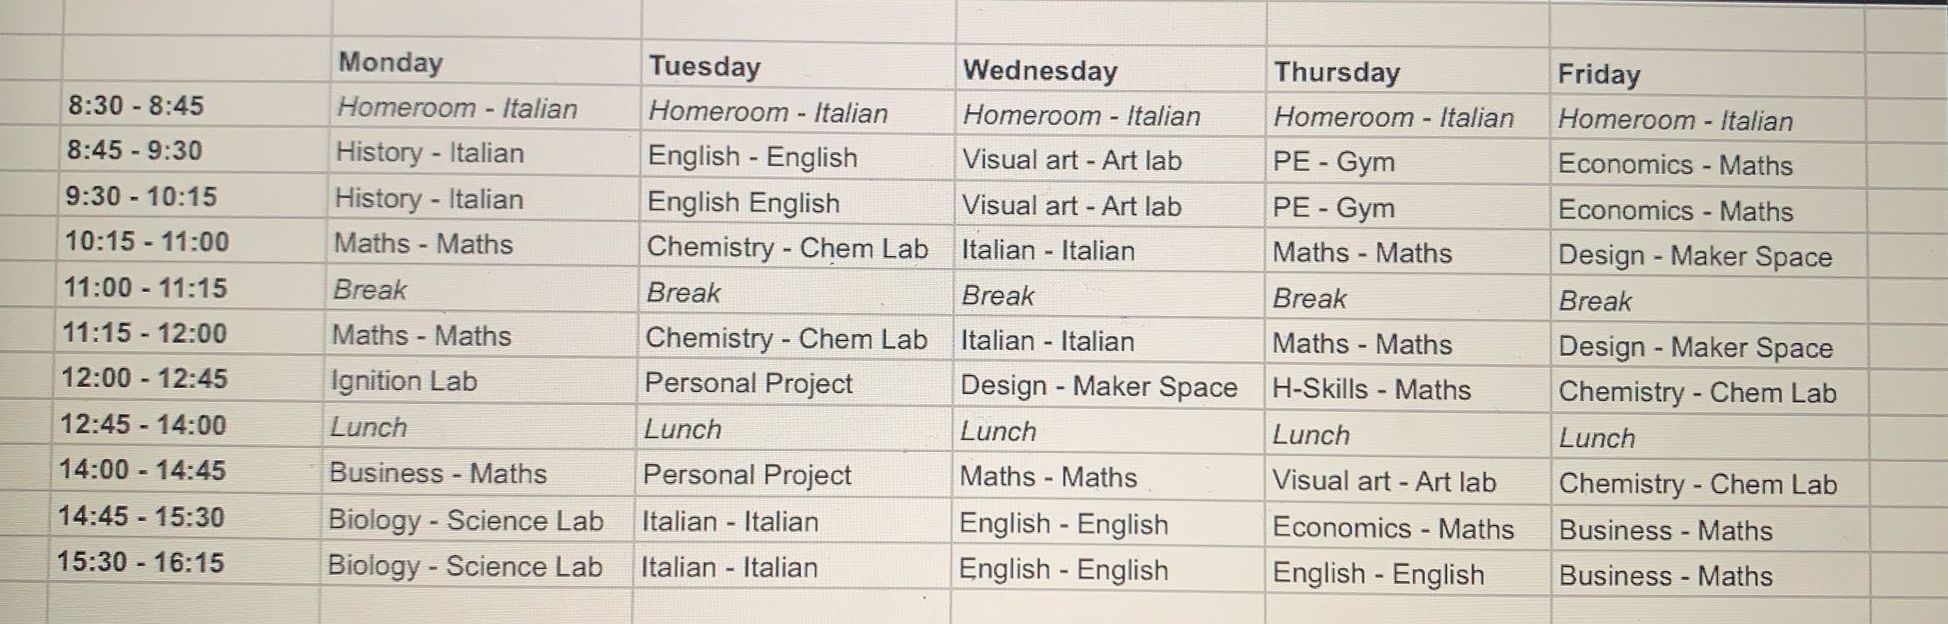 Monday Tuesday Wednesday Thursday Friday
8:30 - 8:45 Homeroom - Italian Homeroom - Italian Homeroom - Italian Homeroom - Italian Homeroom - Italian
8:45 - 9:30 History - Italian English - English Visual art - Art lab PE - Gym Economics - Maths
9:30 - 10:15 History - Italian English English Visual art - Art lab PE - Gym Economics - Maths
10:15 - 11:00 Maths - Maths Chemistry - Chem Lab Italian - Italian Maths - Maths Design - Maker Space
11:00 - 11:15 Break Break Break Break Break
11:15 - 12:00 Maths - Maths Chemistry - Chem Lab Italian - Italian Maths - Maths Design - Maker Space
12:00 - 12:45 Ignition Lab Personal Project Design - Maker Space H-Skills - Maths Chemistry - Chem Lab
12:45 - 14:00 Lunch Lunch Lunch Lunch Lunch
14:00 - 14:45 Business - Maths Personal Project Maths - Maths Visual art - Art lab Chemistry - Chem Lab
14:45 - 15:30 Biology - Science Lab Italian - Italian English - English Economics - Maths Business - Maths
15:30 - 16:15 Biology - Science Lab Italian - Italian English - English English - English Business - Maths